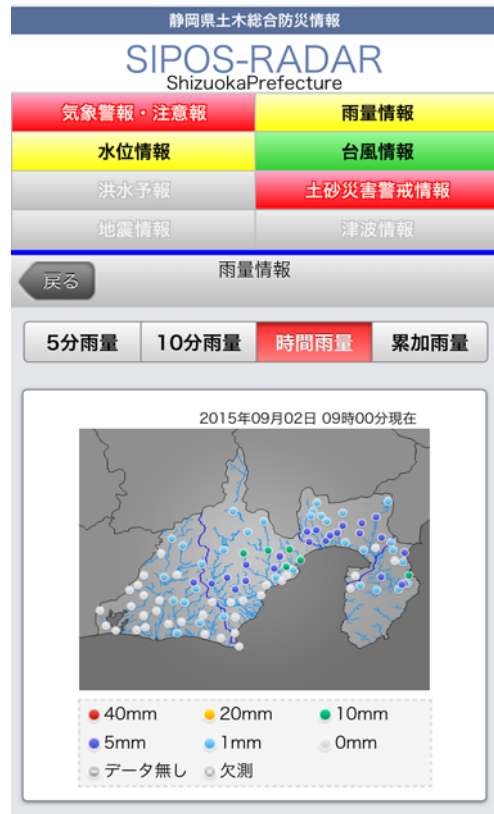 静岡県土木総合防災情報
SIPOS-RADAR
ShizuokaPrefecture
気象警報・注意報
雨量情報
水位情報
台風情報
洪水予報
土砂災害警戒情報
地震情報
津波情報
戻る
雨量情報
5分雨量
10分雨量
時間雨量
累加雨量
2015年09月02日 09時00分現在
40mm
20mm
10mm
5mm
1mm
0mm
データ無し
欠測